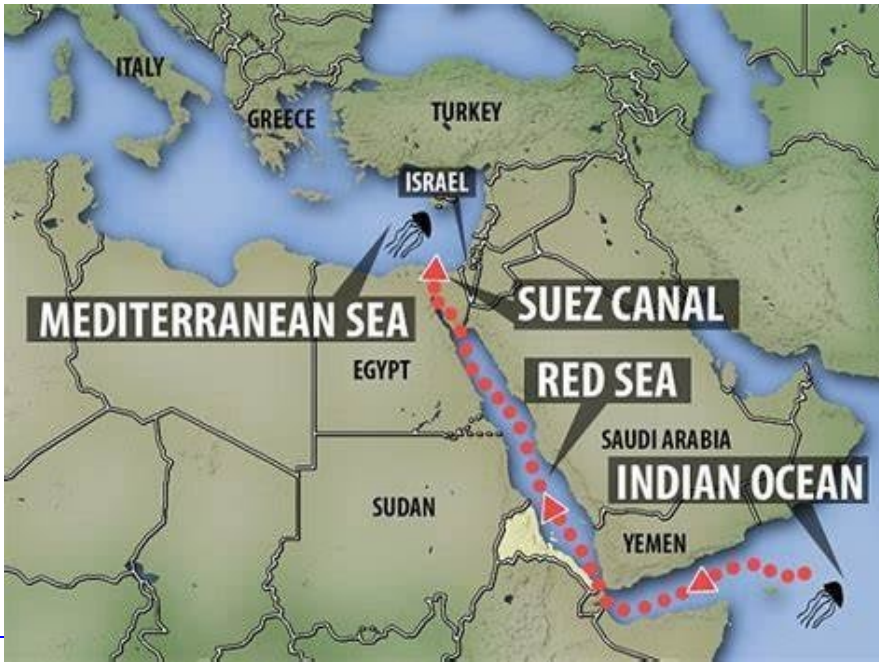 ITALY
GREECE
TURKEY
ISRAEL
MEDITERRANEAN SEA
SUEZ CANAL
EGYPT
RED SEA
SAUDI ARABIA
INDIAN OCEAN
SUDAN
YEMEN